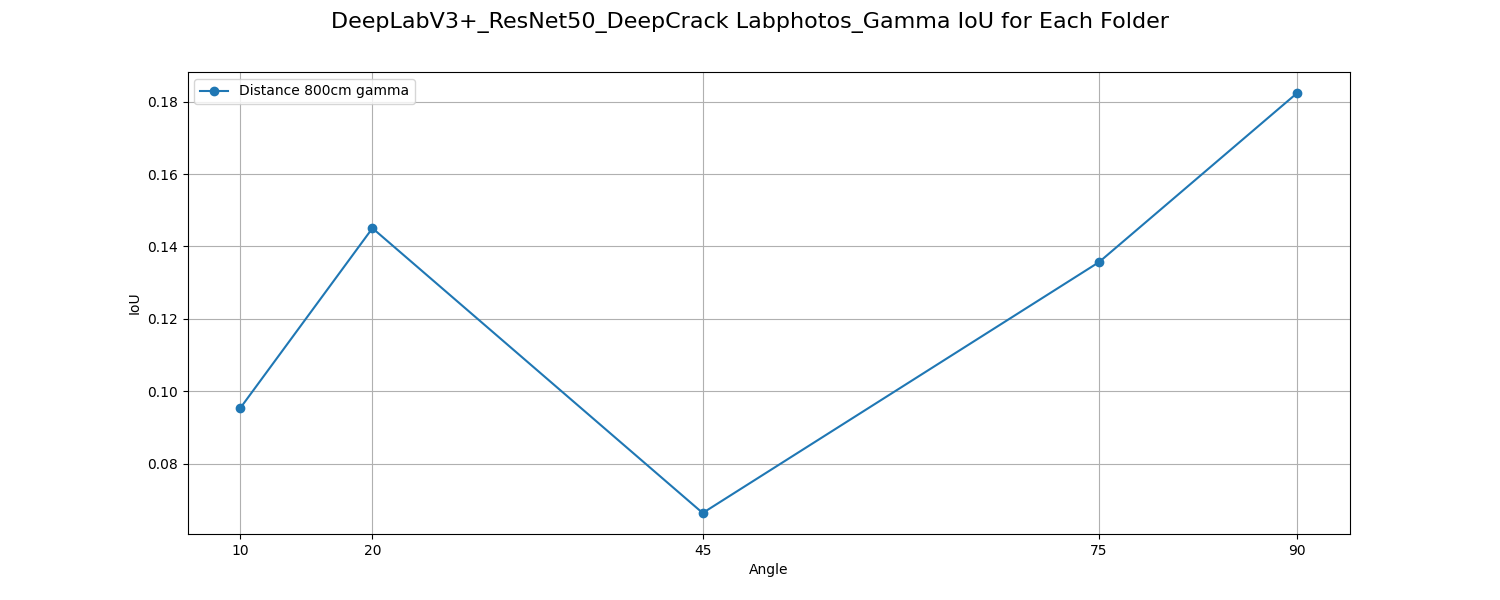 DeepLabV3+_ResNet50_DeepCrack Labphotos_Gamma IoU for Each Folder
Distance 800cm gamma
0.18
0.16
0.14
0.12
0.10
0.08
IoU
10 20 45 75 90
Angle